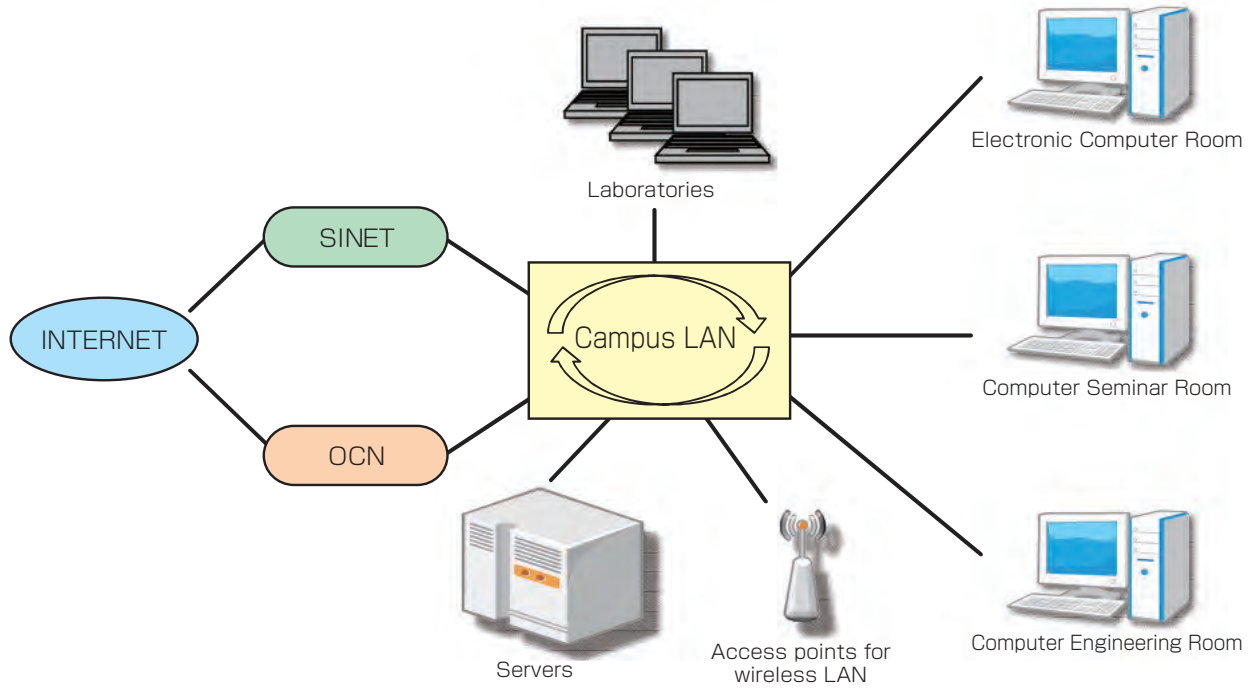 Electronic Computer Room
Laboratories
SINET
INTERNET
Campus LAN
Computer Seminar Room
OCN
Servers
Access points for
wireless LAN
Computer Engineering Room